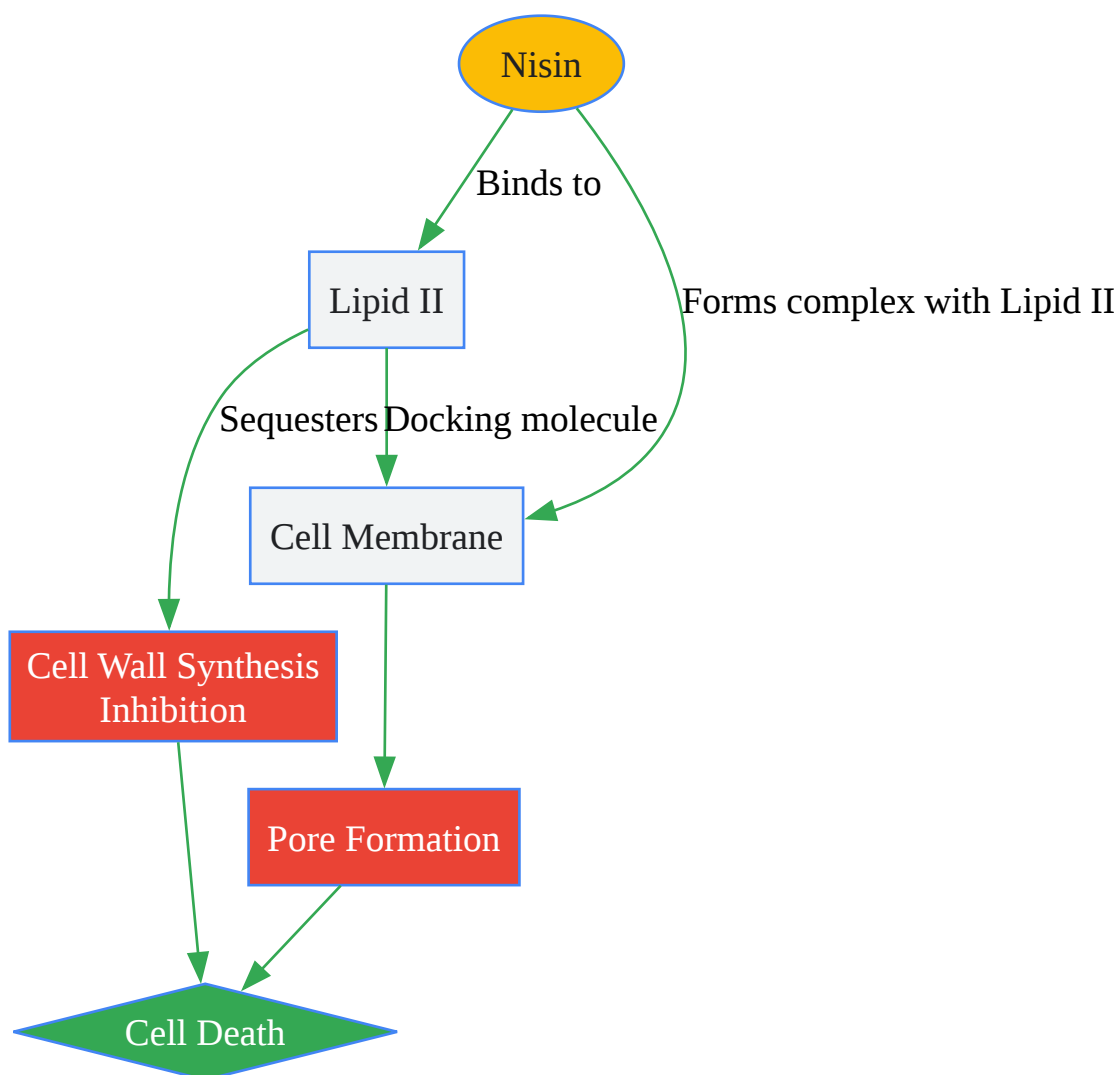 Nisin
Binds to
Lipid II
Forms complex with Lipid II
Sequesters
Docking molecule
Cell Membrane
Cell Wall Synthesis
Inhibition
Pore Formation
Cell Death